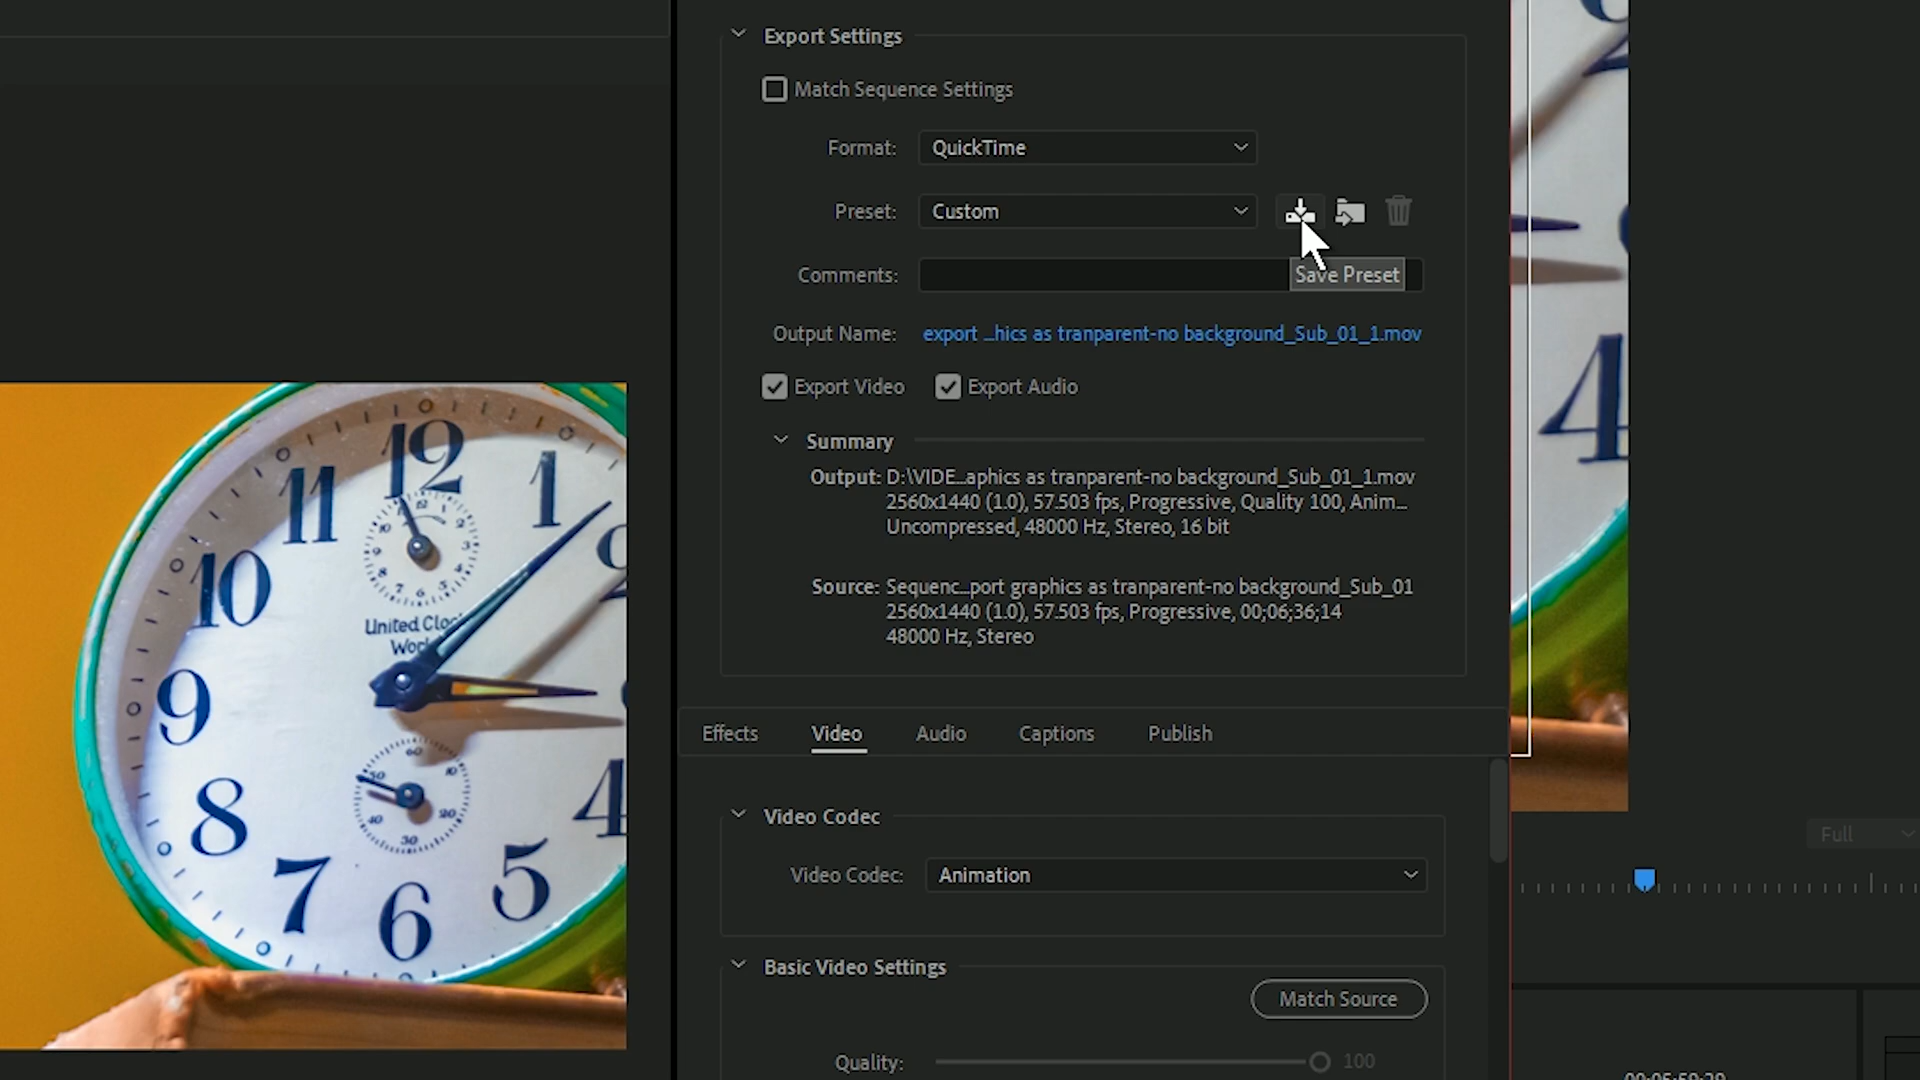 Export Settings
Match Sequence Settings
Format: QuickTime
Preset: Custom
Comments:
Save Preset
Output Name: export ...hics as tranparent-no background_Sub_01_1.mov
Export Video Export Audio
Summary
Output: D:\VIDE...aphics as tranparent-no background_Sub_01_1.mov
2560x1440 (1.0), 57.503 fps, Progressive, Quality 100, Anim...
Uncompressed, 48000 Hz, Stereo, 16 bit
Source: Sequenc...port graphics as tranparent-no background_Sub_01
2560x1440 (1.0), 57.503 fps, Progressive, 00;06;36;14
48000 Hz, Stereo
Effects Video Audio Captions Publish
Video Codec
Video Codec: Animation
Basic Video Settings
Match Source
Quality: 100
Full
12
1
11
10
9
8
7
6
5
4
United
4